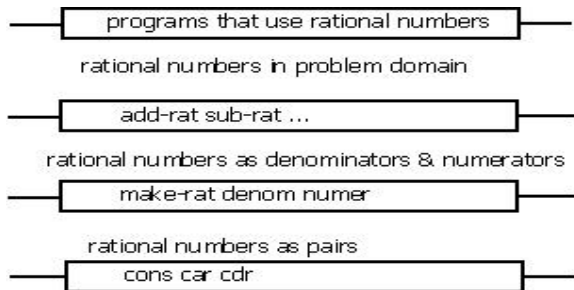 programs that use rational numbers
rational numbers in problem domain
add-rat sub-rat ...
rational numbers as denominators & numerators
make-rat denom numer
rational numbers as pairs
cons car cdr